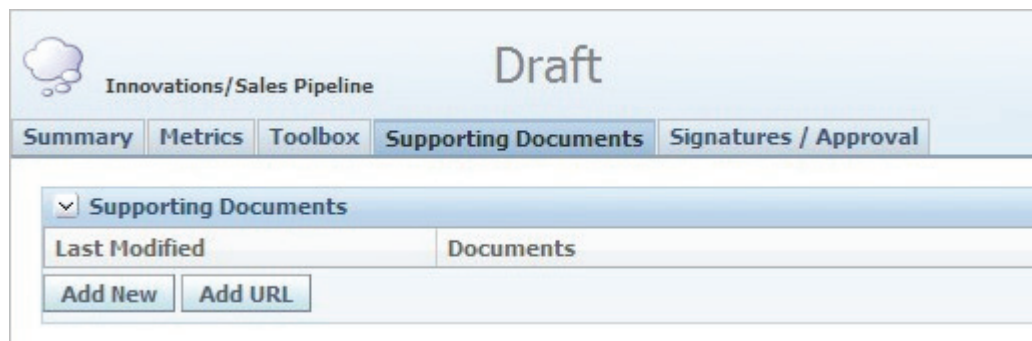 Draft
Innovations/Sales Pipeline
Summary Metrics Toolbox Supporting Documents Signatures / Approval
Supporting Documents
Last Modified Documents
Add New Add URL